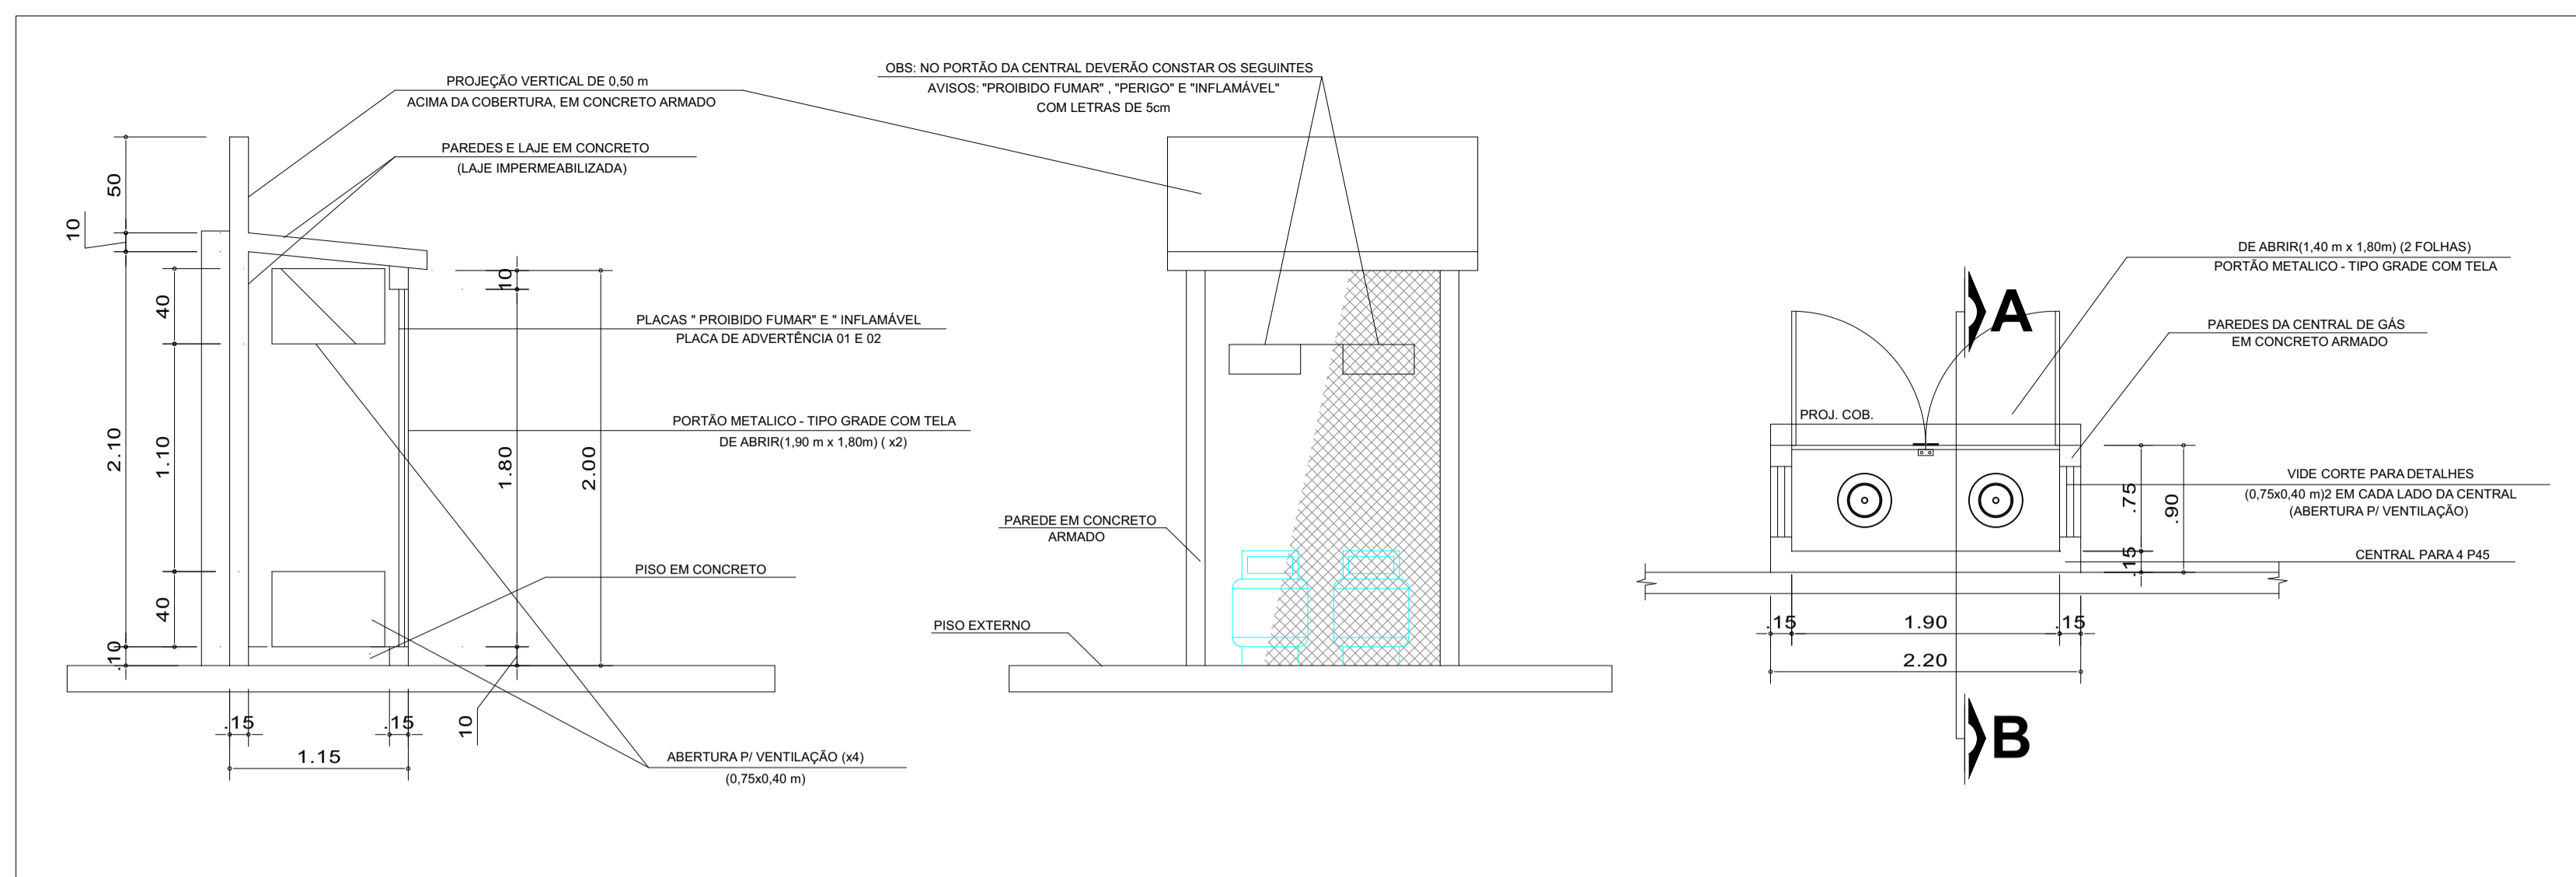 PROJEÇÃO VERTICAL DE 0,50 m
ACIMA DA COBERTURA, EM CONCRETO ARMADO
PAREDES E LAJE EM CONCRETO
(LAJE IMPERMEABILIZADA)
50
10
2.10
.10
40
1.10
40
10
1.80
2.00
10
PLACAS " PROIBIDO FUMAR" E " INFLAMÁVEL
PLACA DE ADVERTÊNCIA 01 E 02
PORTÃO METALICO - TIPO GRADE COM TELA
DE ABRIR(1,90 m x 1,80m) ( x2)
PISO EM CONCRETO
.15
.15
1.15
ABERTURA P/ VENTILAÇÃO (x4)
(0,75x0,40 m)
OBS: NO PORTÃO DA CENTRAL DEVERÃO CONSTAR OS SEGUINTES
AVISOS: "PROIBIDO FUMAR" , "PERIGO" E "INFLAMÁVEL"
COM LETRAS DE 5cm
PAREDE EM CONCRETO
ARMADO
PISO EXTERNO
DE ABRIR(1,40 m x 1,80m) (2 FOLHAS)
PORTÃO METALICO - TIPO GRADE COM TELA
A
PAREDES DA CENTRAL DE GÁS
EM CONCRETO ARMADO
PROJ. COB.
VIDE CORTE PARA DETALHES
(0,75x0,40 m)2 EM CADA LADO DA CENTRAL
(ABERTURA P/ VENTILAÇÃO)
.75
.90
.15
CENTRAL PARA 4 P45
.15
1.90
.15
2.20
B